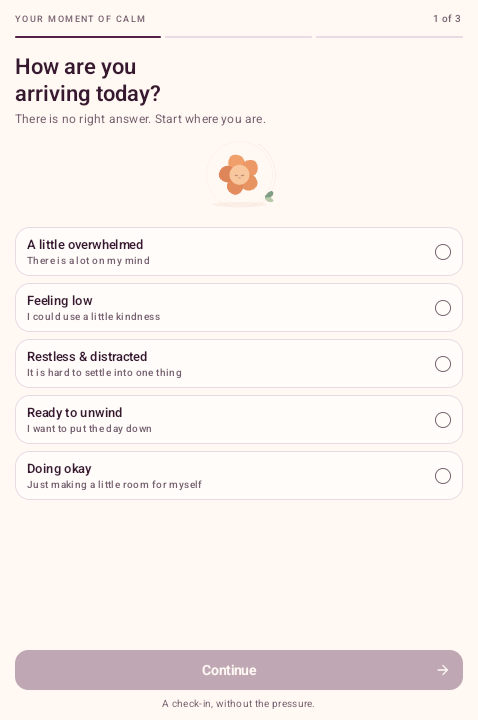 YOUR MOMENT OF CALM
1 of 3
How are you
arriving today?
There is no right answer. Start where you are.
A little overwhelmed
There is a lot on my mind
Feeling low
I could use a little kindness
Restless & distracted
It is hard to settle into one thing
Ready to unwind
I want to put the day down
Doing okay
Just making a little room for myself
Continue
A check-in, without the pressure.